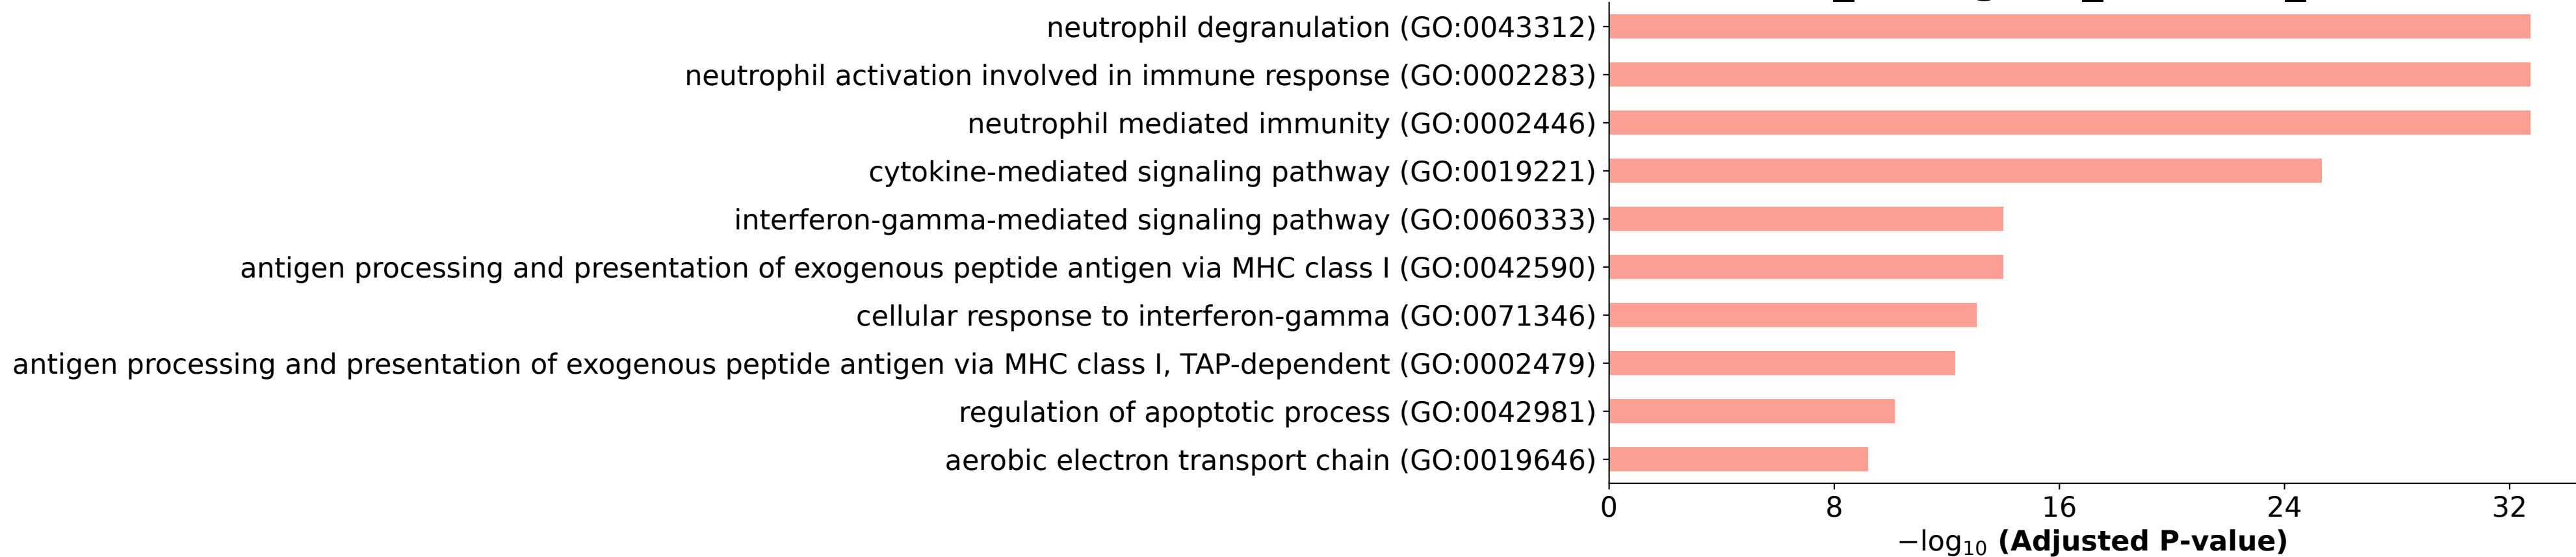 neutrophil degranulation (GO:0043312)
neutrophil activation involved in immune response (GO:0002283)
neutrophil mediated immunity (GO:0002446)
cytokine-mediated signaling pathway (GO:0019221)
interferon-gamma-mediated signaling pathway (GO:0060333)
antigen processing and presentation of exogenous peptide antigen via MHC class I (GO:0042590)
cellular response to interferon-gamma (GO:0071346)
antigen processing and presentation of exogenous peptide antigen via MHC class I, TAP-dependent (GO:0002479)
regulation of apoptotic process (GO:0042981)
aerobic electron transport chain (GO:0019646)
0 8 16 24 32
−log₁₀ (Adjusted P-value)